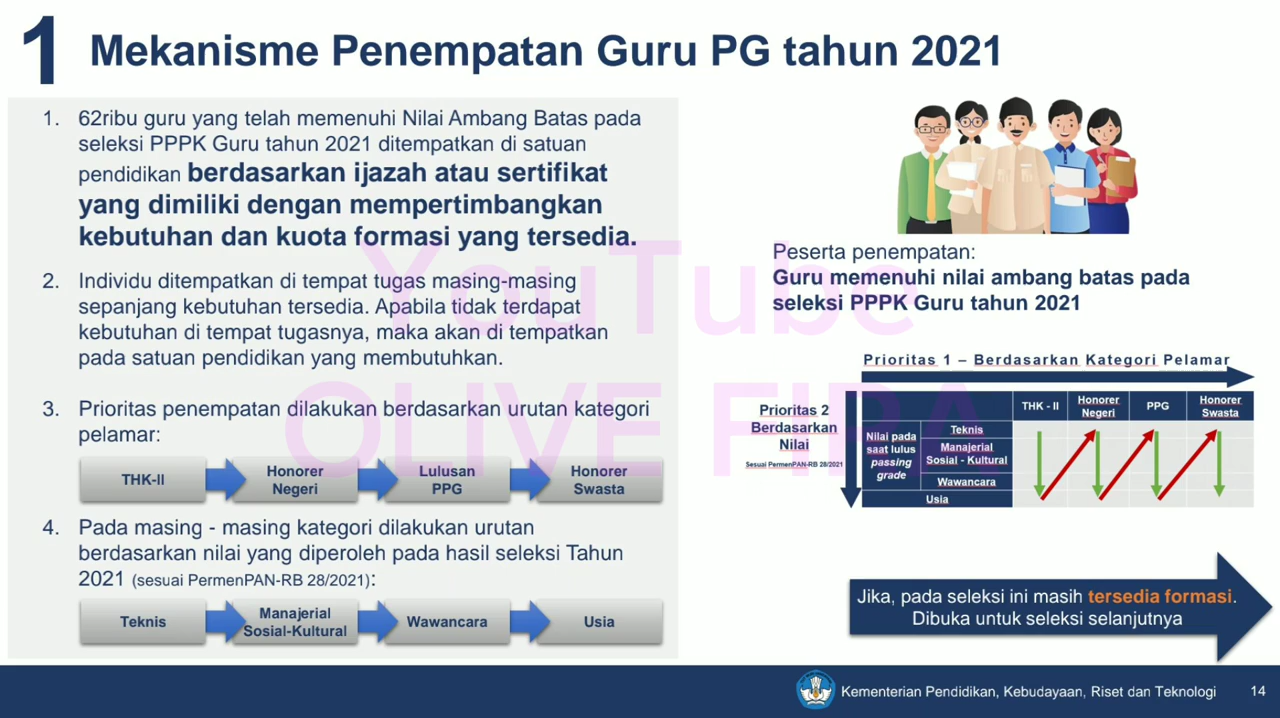 1 Mekanisme Penempatan Guru PG tahun 2021
1. 62ribu guru yang telah memenuhi Nilai Ambang Batas pada
seleksi PPPK Guru tahun 2021 ditempatkan di satuan
pendidikan berdasarkan ijazah atau sertifikat
yang dimiliki dengan mempertimbangkan
kebutuhan dan kuota formasi yang tersedia.
2. Individu ditempatkan di tempat tugas masing-masing
sepanjang kebutuhan tersedia. Apabila tidak terdapat
kebutuhan di tempat tugasnya, maka akan di tempatkan
pada satuan pendidikan yang membutuhkan.
3. Prioritas penempatan dilakukan berdasarkan urutan kategori
pelamar:
THK-II
Honorer
Negeri
Lulusan
PPG
Honorer
Swasta
4. Pada masing - masing kategori dilakukan urutan
berdasarkan nilai yang diperoleh pada hasil seleksi Tahun
2021 (sesuai PermenPAN-RB 28/2021):
Teknis
Manajerial
Sosial-Kultural
Wawancara
Usia
Peserta penempatan:
Guru memenuhi nilai ambang batas pada
seleksi PPPK Guru tahun 2021
Prioritas 1 – Berdasarkan Kategori Pelamar
Prioritas 2
Berdasarkan
Nilai
Sesuai PermenPAN-RB 28/2021
THK - II
Honorer
Negeri
PPG
Honorer
Swasta
Nilai pada
saat lulus
passing
grade
Teknis
Manajerial
Sosial - Kultural
Wawancara
Usia
Jika, pada seleksi ini masih tersedia formasi.
Dibuka untuk seleksi selanjutnya
YouTube
OLIVE FIPA
Kementerian Pendidikan, Kebudayaan, Riset dan Teknologi
14